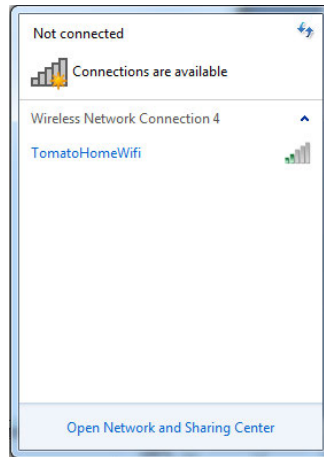 Not connected
Connections are available
Wireless Network Connection 4
TomatoHomeWifi
Open Network and Sharing Center